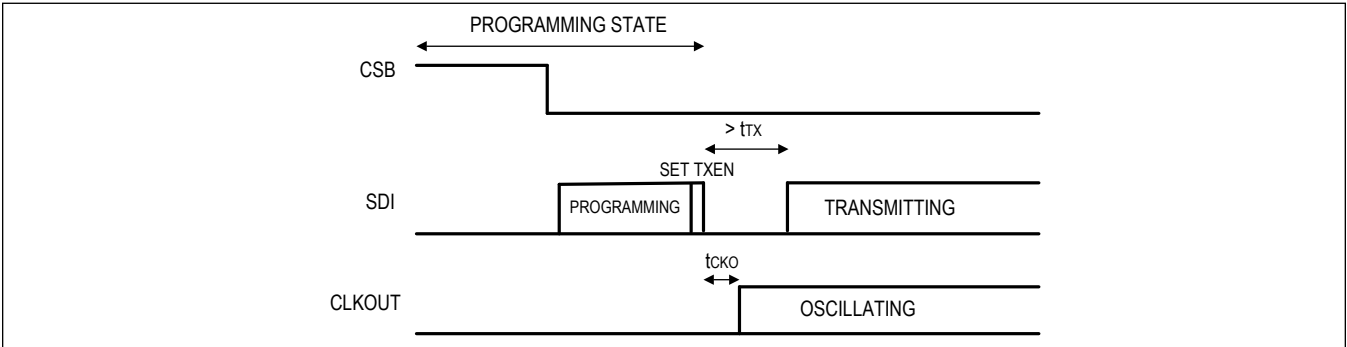 PROGRAMMING STATE
CSB
> tTX
SET TXEN
SDI
PROGRAMMING
TRANSMITTING
tCKO
CLKOUT
OSCILLATING